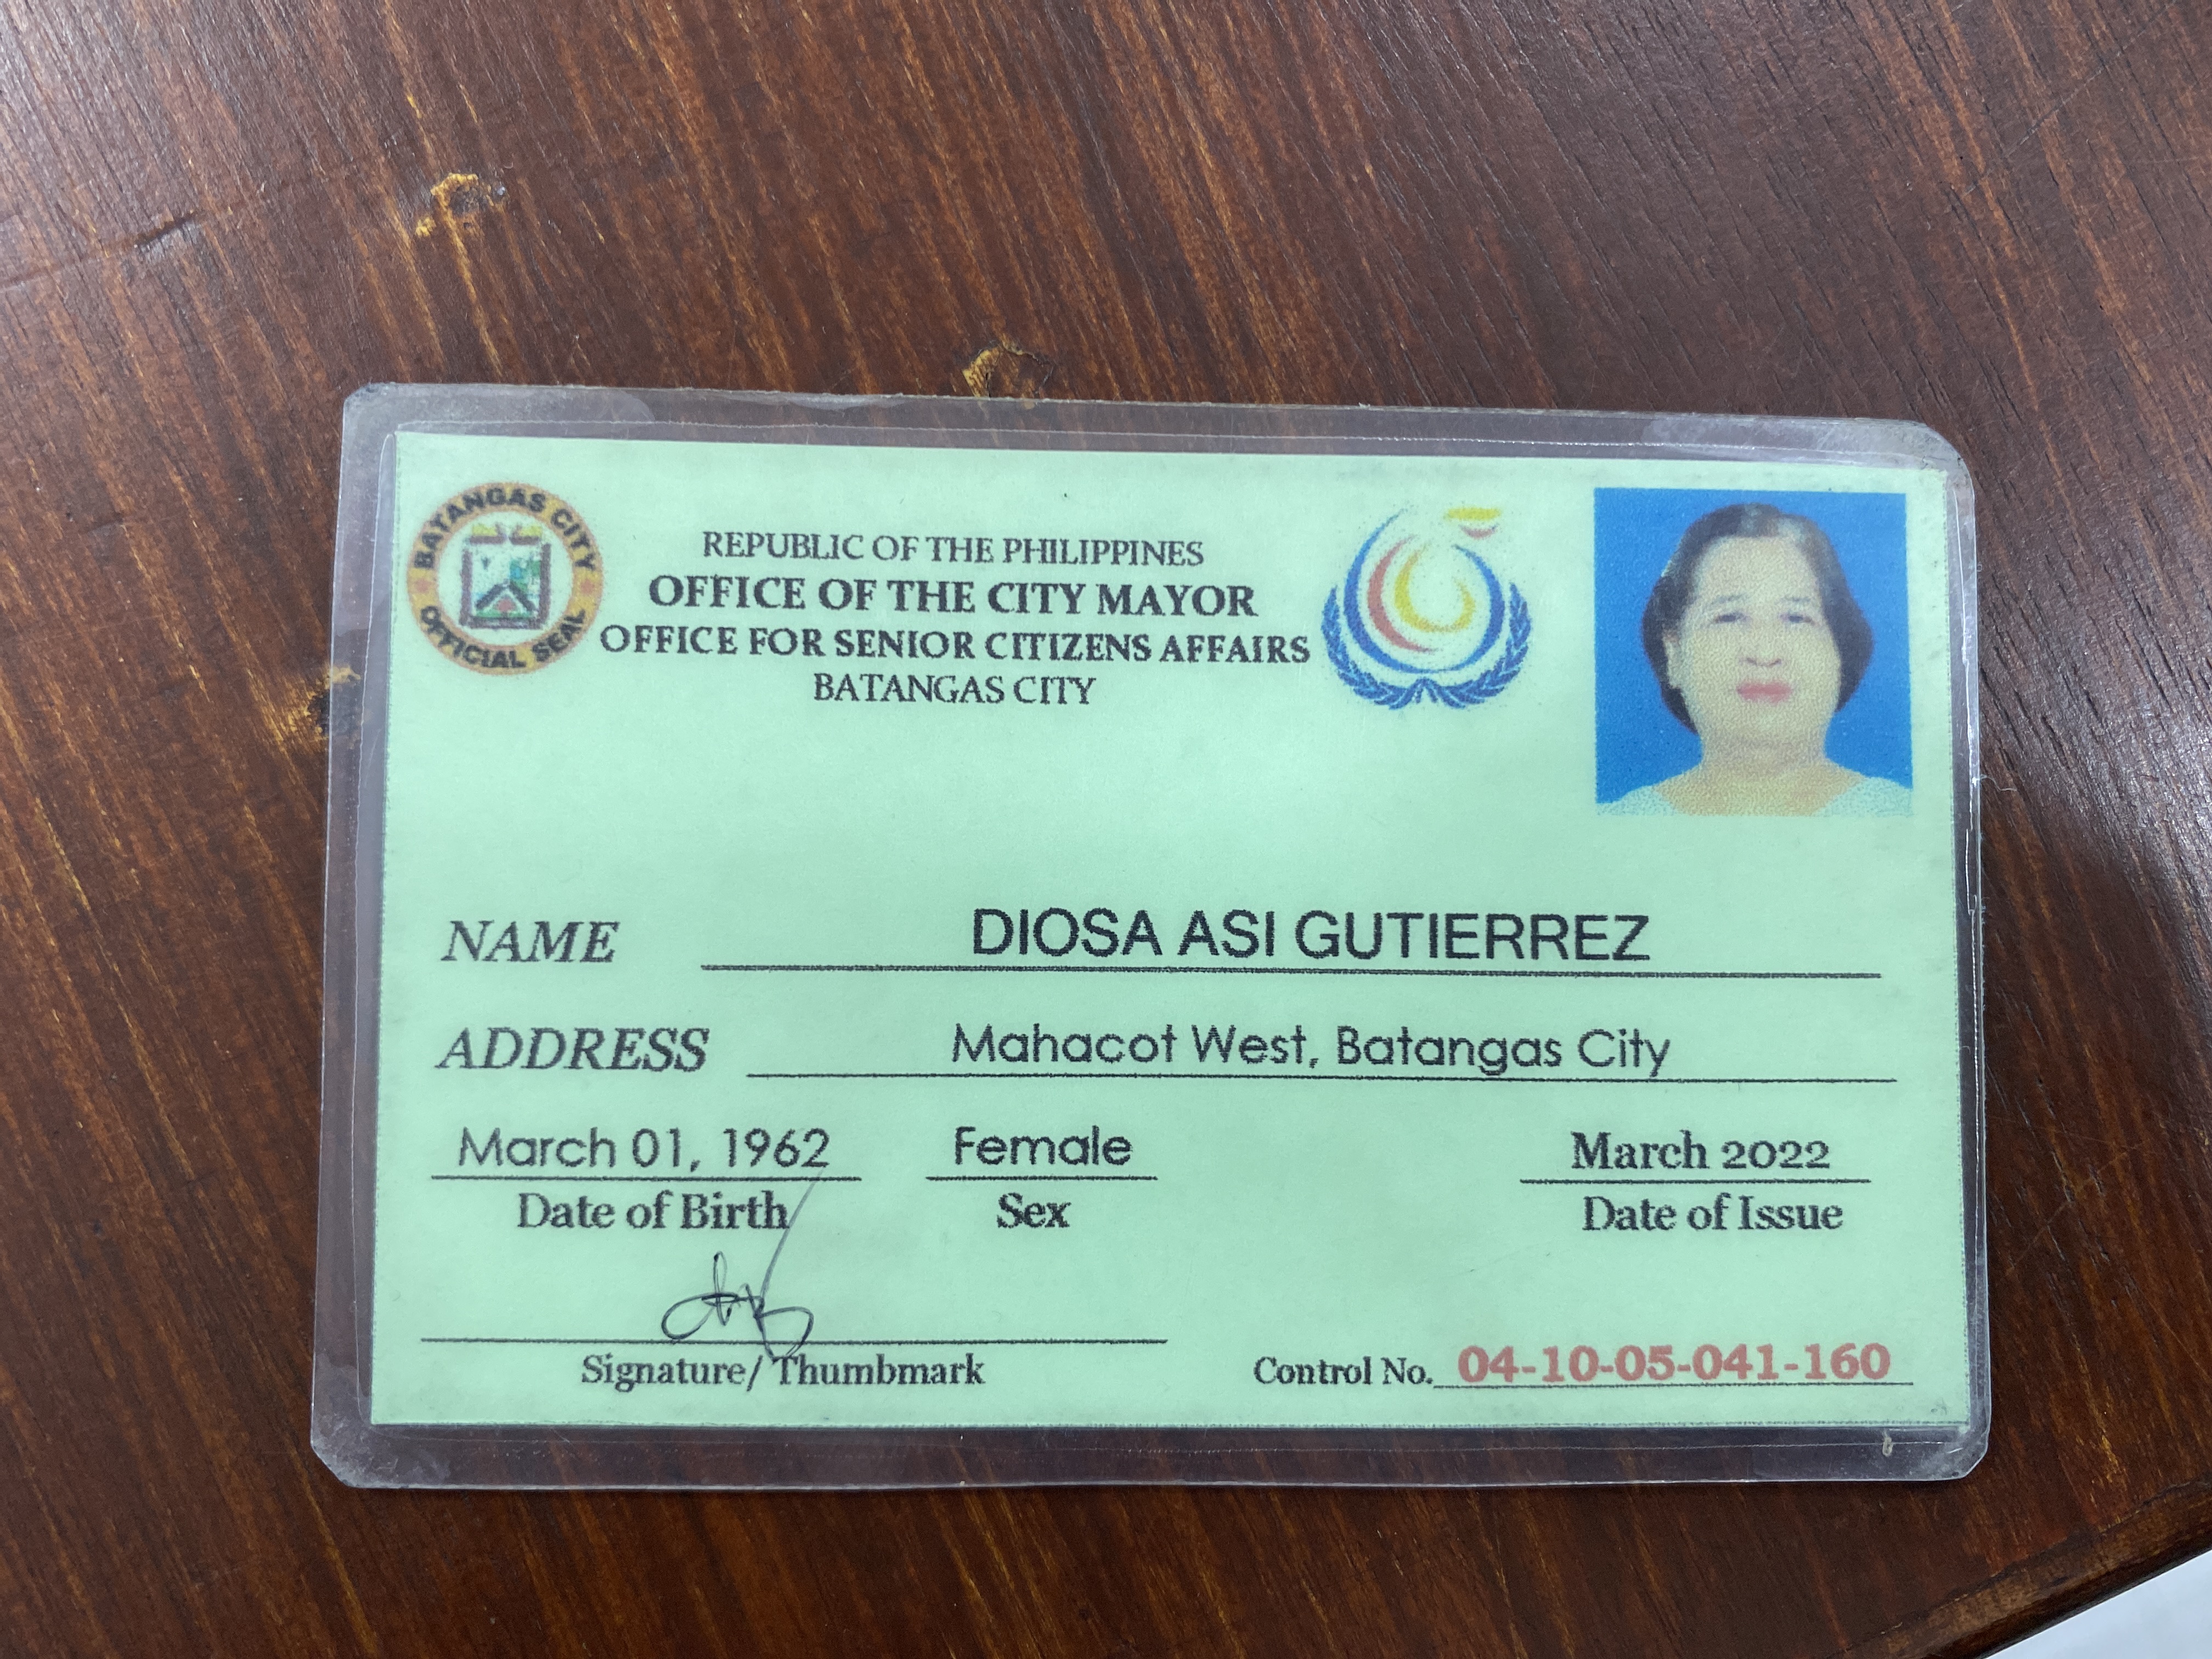 BATANGAS CITY
OFFICIAL SEAL
REPUBLIC OF THE PHILIPPINES
OFFICE OF THE CITY MAYOR
OFFICE FOR SENIOR CITIZENS AFFAIRS
BATANGAS CITY
NAME DIOSA ASI GUTIERREZ
ADDRESS Mahacot West, Batangas City
March 01, 1962 Female March 2022
Date of Birth Sex Date of Issue
Signature/ Thumbmark Control No. 04-10-05-041-160